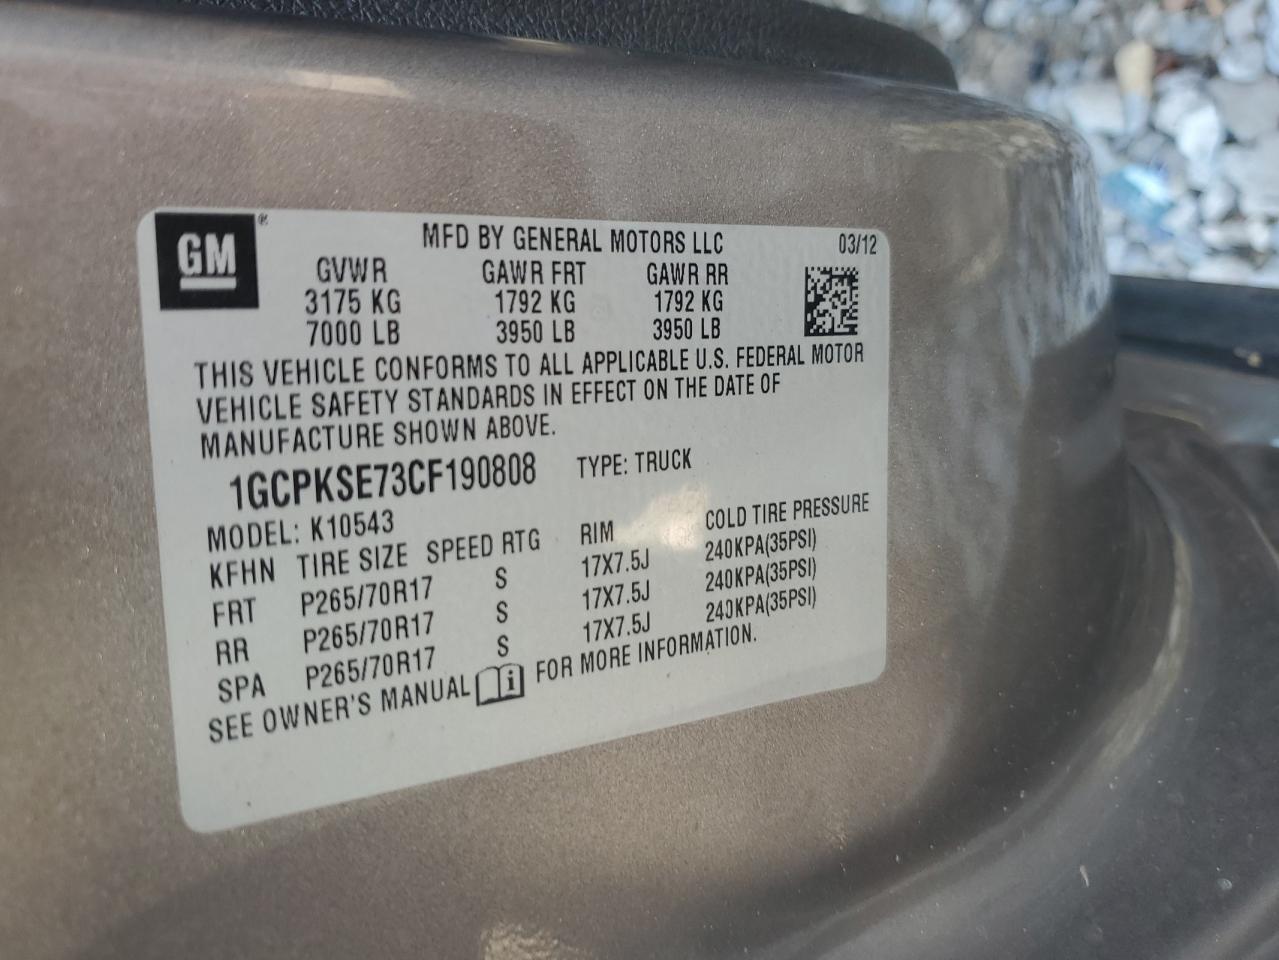 GM ®
MFD BY GENERAL MOTORS LLC 03/12
GVWR GAWR FRT GAWR RR
3175 KG 1792 KG 1792 KG
7000 LB 3950 LB 3950 LB
THIS VEHICLE CONFORMS TO ALL APPLICABLE U.S. FEDERAL MOTOR
VEHICLE SAFETY STANDARDS IN EFFECT ON THE DATE OF
MANUFACTURE SHOWN ABOVE.
1GCPKSE73CF190808 TYPE: TRUCK
MODEL: K10543
KFHN TIRE SIZE SPEED RTG RIM COLD TIRE PRESSURE
FRT P265/70R17 S 17X7.5J 240KPA(35PSI)
RR P265/70R17 S 17X7.5J 240KPA(35PSI)
SPA P265/70R17 S 17X7.5J 240KPA(35PSI)
SEE OWNER'S MANUAL FOR MORE INFORMATION.